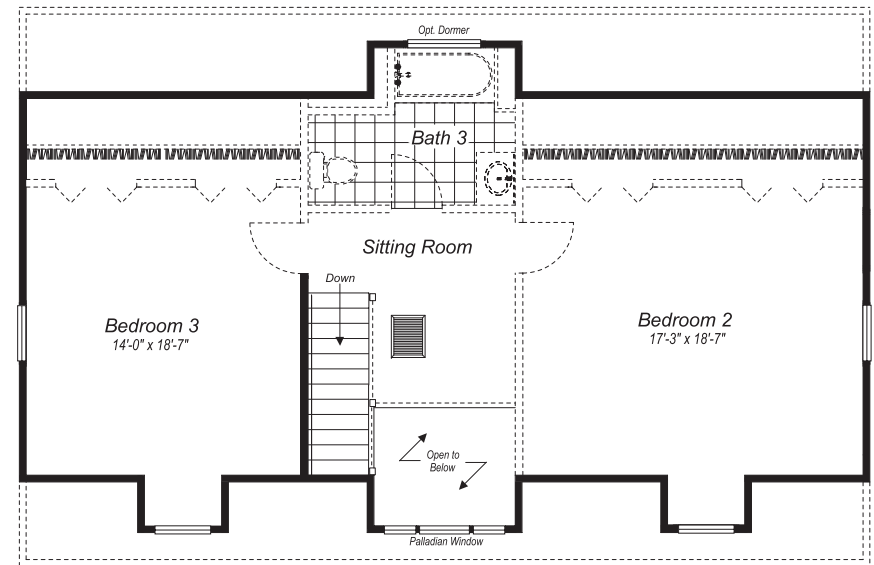 Opt. Dormer
Bath 3
Sitting Room
Down
Bedroom 3
14'-0" x 18'-7"
Bedroom 2
17'-3" x 18'-7"
Open to
Below
Palladian Window